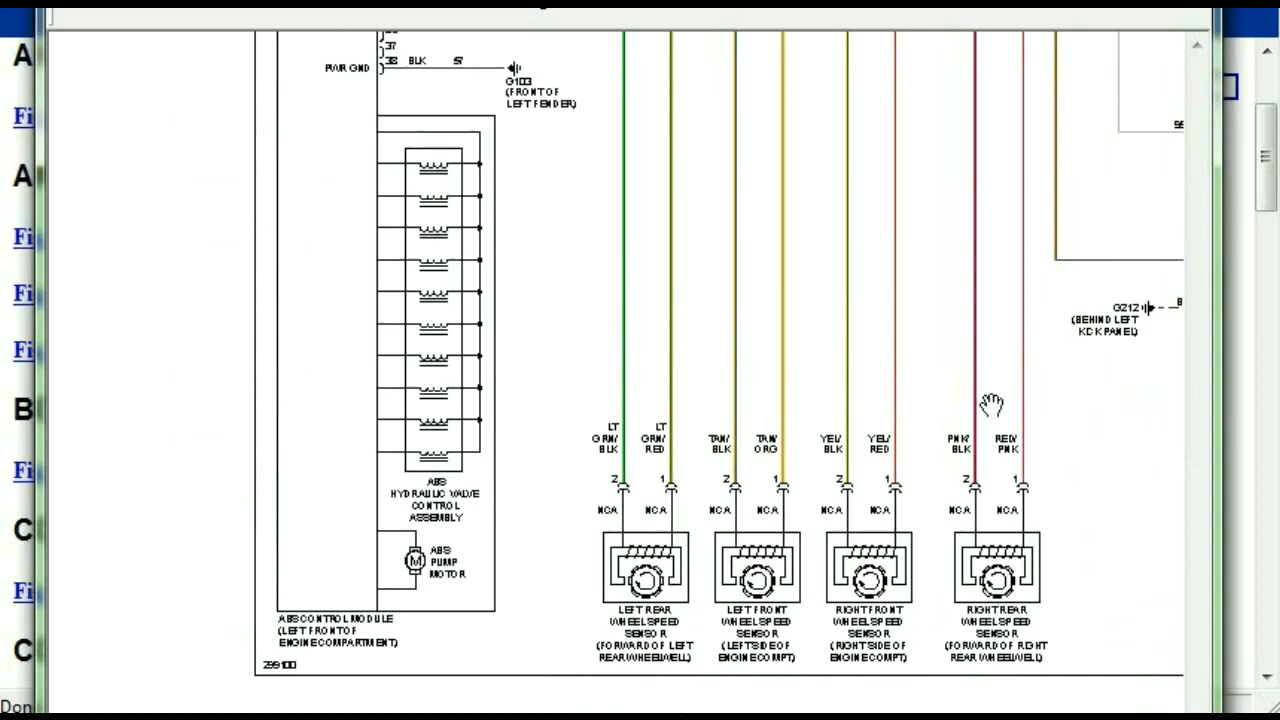 A
Fi
A
Fi
Fi
Fi
B
Fi
C
Fi
C
Don
37
PWR GND
38 BLK 57
G103
(FRONT OF
LEFT FENDER)
ABS
HYDRAULIC VALVE
CONTROL
ASSEMBLY
M
ABS
PUMP
MOTOR
ABS CONTROL MODULE
(LEFT FRONT OF
ENGINE COMPARTMENT)
299100
LT GRN/ BLK
LT GRN/ RED
TAN/ BLK
TAN/ ORG
YEL/ BLK
YEL/ RED
PNK/ BLK
RED/ PNK
2 1 2 1 2 1 2 1
NCA NCA NCA NCA NCA NCA NCA NCA
LEFT REAR
WHEEL SPEED
SENSOR
(FORWARD OF LEFT
REAR WHEELWELL)
LEFT FRONT
WHEEL SPEED
SENSOR
(LEFT SIDE OF
ENGINE COMPT)
RIGHT FRONT
WHEEL SPEED
SENSOR
(RIGHT SIDE OF
ENGINE COMPT)
RIGHT REAR
WHEEL SPEED
SENSOR
(FORWARD OF RIGHT
REAR WHEELWELL)
G212
(BEHIND LEFT
KICK PANEL)
B